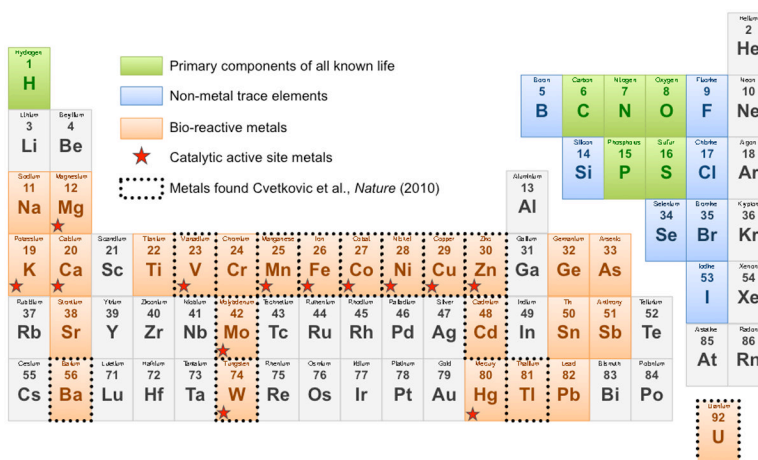 Helium
2
He
Hydrogen
1
H
Primary components of all known life
Non-metal trace elements
Bio-reactive metals
Catalytic active site metals
Metals found Cvetkovic et al., Nature (2010)
Boron Carbon Nitrogen Oxygen Fluorine Neon
5 6 7 8 9 10
B C N O F Ne
Lithium Beryllium
3 4
Li Be
Silicon Phosphorus Sulfur Chlorine Argon
14 15 16 17 18
Si P S Cl Ar
Sodium Magnesium Aluminium
11 12 13
Na Mg Al
Selenium Bromine Krypton
34 35 36
Se Br Kr
Potassium Calcium Scandium Titanium Vanadium Chromium Manganese Iron Cobalt Nickel Copper Zinc Gallium Germanium Arsenic
19 20 21 22 23 24 25 26 27 28 29 30 31 32 33
K Ca Sc Ti V Cr Mn Fe Co Ni Cu Zn Ga Ge As
Iodine Xenon
53 54
I Xe
Rubidium Strontium Yttrium Zirconium Niobium Molybdenum Technetium Ruthenium Rhodium Palladium Silver Cadmium Indium Tin Antimony Tellurium
37 38 39 40 41 42 43 44 45 46 47 48 49 50 51 52
Rb Sr Y Zr Nb Mo Tc Ru Rh Pd Ag Cd In Sn Sb Te
Astatine Radon
85 86
At Rn
Cesium Barium Lutetium Hafnium Tantalum Tungsten Rhenium Osmium Iridium Platinum Gold Mercury Thallium Lead Bismuth Polonium
55 56 71 72 73 74 75 76 77 78 79 80 81 82 83 84
Cs Ba Lu Hf Ta W Re Os Ir Pt Au Hg Tl Pb Bi Po
Uranium
92
U